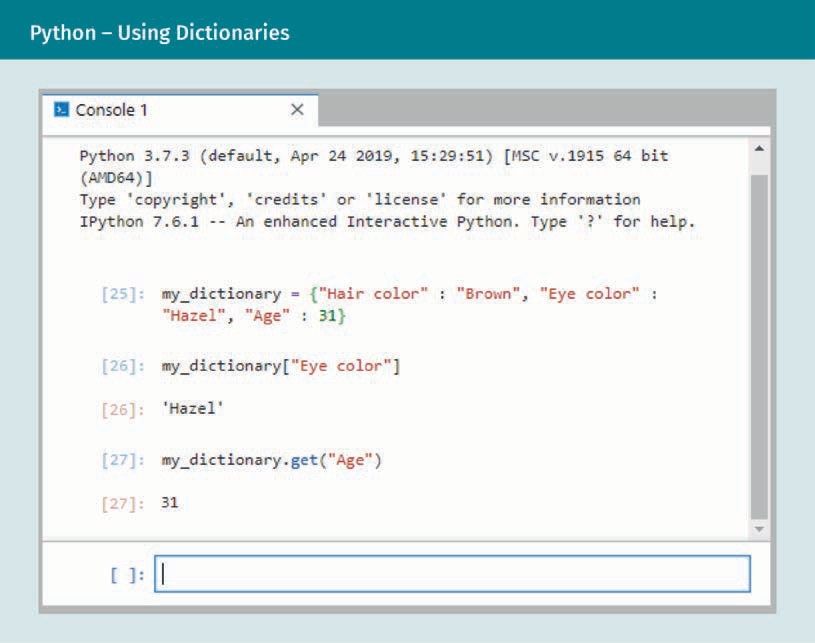 Python – Using Dictionaries
Console 1
Python 3.7.3 (default, Apr 24 2019, 15:29:51) [MSC v.1915 64 bit
(AMD64)]
Type 'copyright', 'credits' or 'license' for more information
IPython 7.6.1 -- An enhanced Interactive Python. Type '?' for help.
[25]: my_dictionary = {"Hair color" : "Brown", "Eye color" :
"Hazel", "Age" : 31}
[26]: my_dictionary["Eye color"]
[26]: 'Hazel'
[27]: my_dictionary.get("Age")
[27]: 31
[ ]: